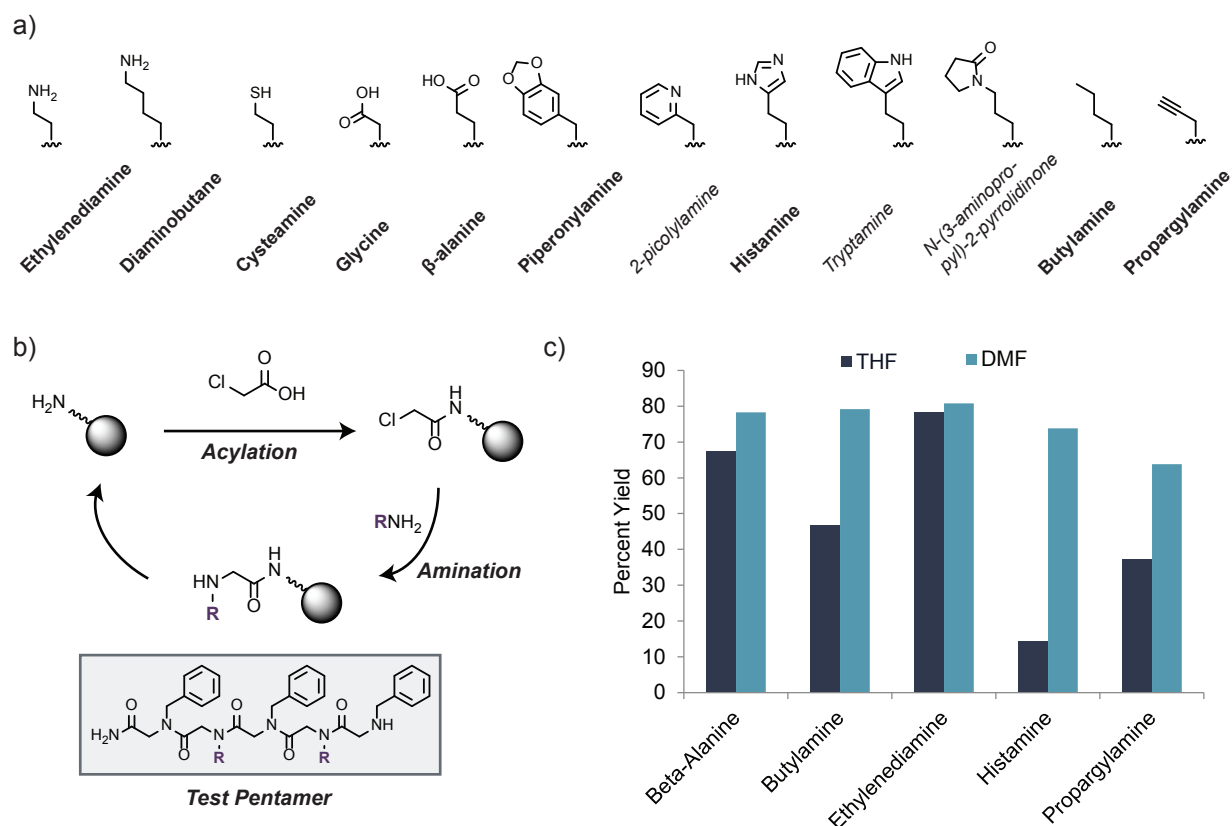 a)
NH2
NH2
SH
O
OH
HO
O
O
O
N
N
HN
NH
O
N
Ethylenediamine
Diaminobutane
Cysteamine
Glycine
β-alanine
Piperonylamine
2-picolylamine
Histamine
Tryptamine
N-(3-aminopro-
pyl)-2-pyrrolidinone
Butylamine
Propargylamine
b)
H2N
Cl
O
OH
Acylation
Cl
O
H
N
RNH2
Amination
HN
R
O
H
N
H2N
O
N
O
N
R
O
N
O
N
R
O
NH
Test Pentamer
c)
THF
DMF
Percent Yield
90
80
70
60
50
40
30
20
10
0
Beta-Alanine
Butylamine
Ethylenediamine
Histamine
Propargylamine